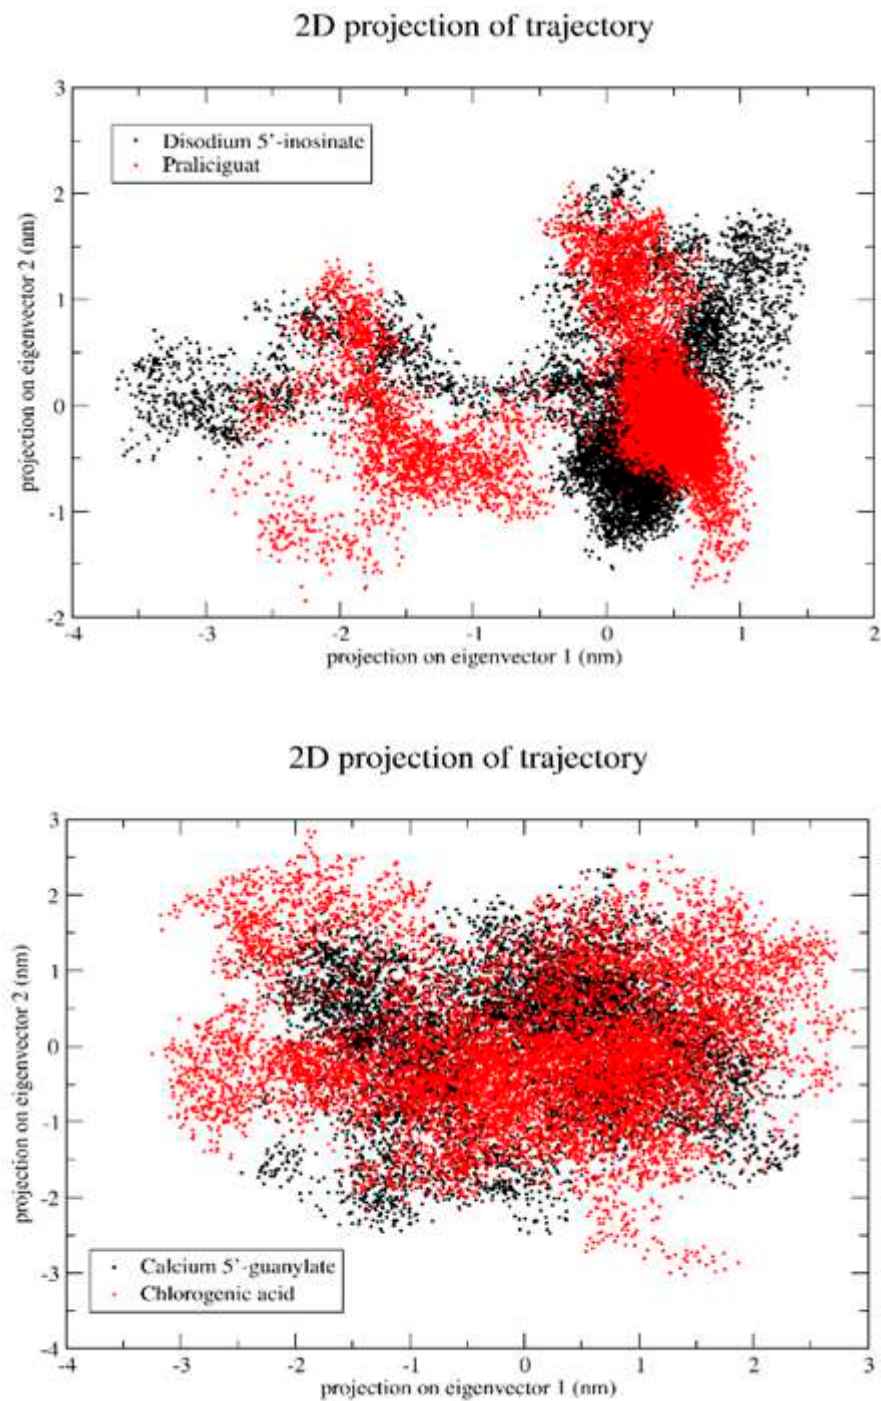 2D projection of trajectory
3
Disodium 5'-inosinate
Praliciguat
2
1
0
-1
-2
projection on eigenvector 2 (nm)
-4 -3 -2 -1 0 1 2
projection on eigenvector 1 (nm)
2D projection of trajectory
3
2
1
0
-1
-2
-3
-4
projection on eigenvector 2 (nm)
Calcium 5'-guanylate
Chlorogenic acid
-4 -3 -2 -1 0 1 2 3
projection on eigenvector 1 (nm)